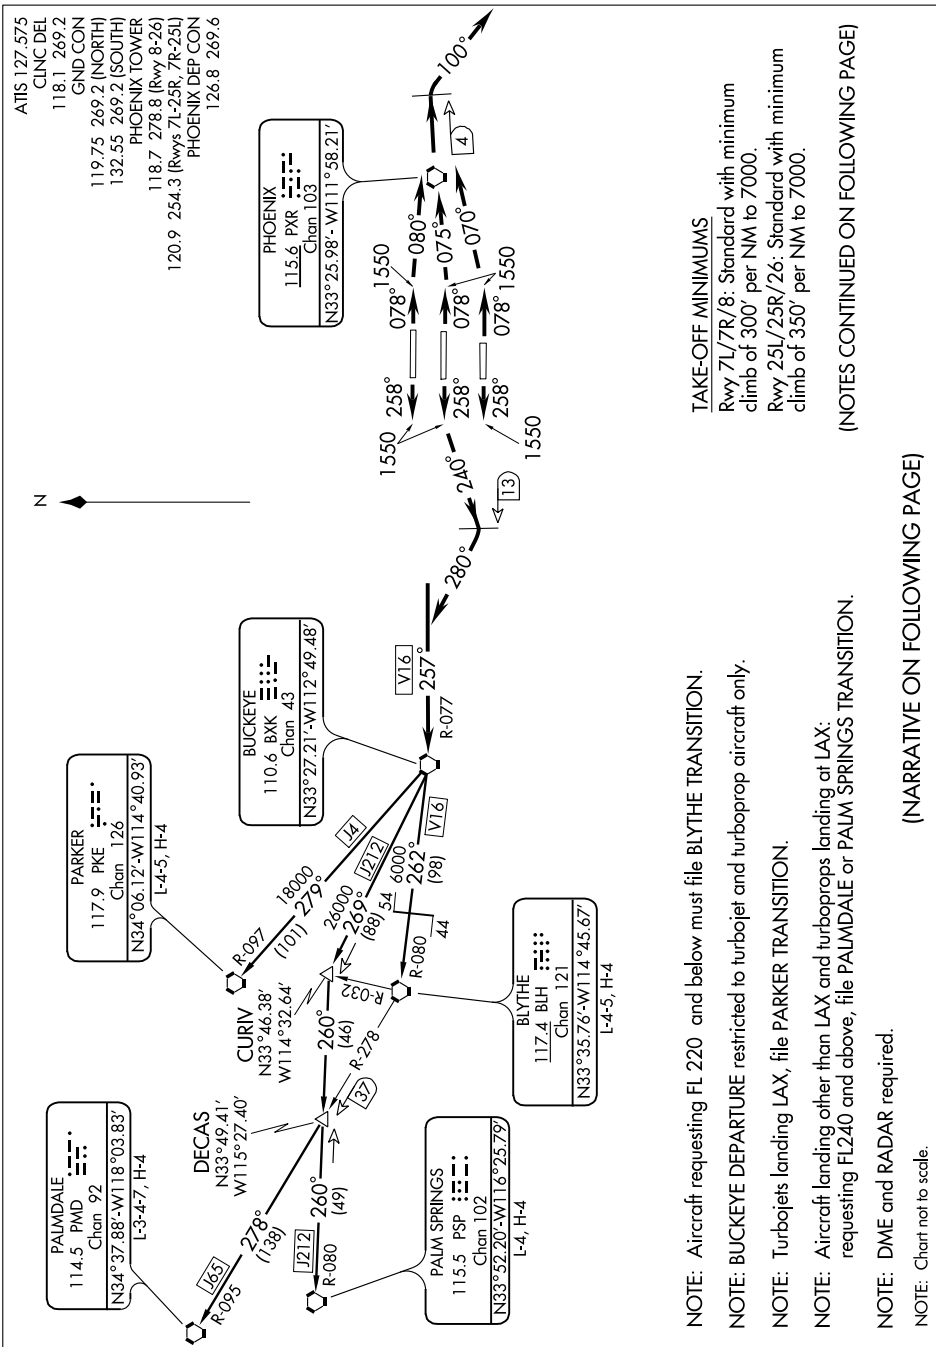 ATIS 127.575
CLNC DEL
118.1 269.2
GND CON
119.75 269.2 (NORTH)
132.55 269.2 (SOUTH)
PHOENIX TOWER
118.7 278.8 (Rwy 8-26)
120.9 254.3 (Rwys 7L-25R, 7R-25L)
PHOENIX DEP CON
126.8 269.6
N
PALMDALE
114.5 PMD
Chan 92
N34°37.88'-W118°03.83'
L-3-4-7, H-4
PARKER
117.9 PKE
Chan 126
N34°06.12'-W114°40.93'
L-4-5, H-4
BUCKEYE
110.6 BXK
Chan 43
N33°27.21'-W112°49.48'
PHOENIX
115.6 PXR
Chan 103
N33°25.98'-W111°58.21'
DECAS
N33°49.41'
W115°27.40'
CURIV
N33°46.38'
W114°32.64'
PALM SPRINGS
115.5 PSP
Chan 102
N33°52.20'-W116°25.79'
L-4, H-4
BLYTHE
117.4 BLH
Chan 121
N33°35.76'-W114°45.67'
L-4-5, H-4
R-095
J65
278°
(138)
R-080
J212
260°
(49)
37
R-278
260°
(46)
R-032
R-097
18000
279°
(101)
J4
26000
269°
(88)
J212
R-080
6000
262°
(98)
54
44
V16
R-077
V16
257°
280°
13
240°
1550
1550
258°
258°
258°
078°
078°
078°
1550
1550
080°
075°
070°
4
100°
TAKE-OFF MINIMUMS
Rwy 7L/7R/8: Standard with minimum
climb of 300' per NM to 7000.
Rwy 25L/25R/26: Standard with minimum
climb of 350' per NM to 7000.
(NOTES CONTINUED ON FOLLOWING PAGE)
NOTE: Aircraft requesting FL 220 and below must file BLYTHE TRANSITION.
NOTE: BUCKEYE DEPARTURE restricted to turbojet and turboprop aircraft only.
NOTE: Turbojets landing LAX, file PARKER TRANSITION.
NOTE: Aircraft landing other than LAX and turboprops landing at LAX:
requesting FL240 and above, file PALMDALE or PALM SPRINGS TRANSITION.
NOTE: DME and RADAR required.
NOTE: Chart not to scale.
(NARRATIVE ON FOLLOWING PAGE)